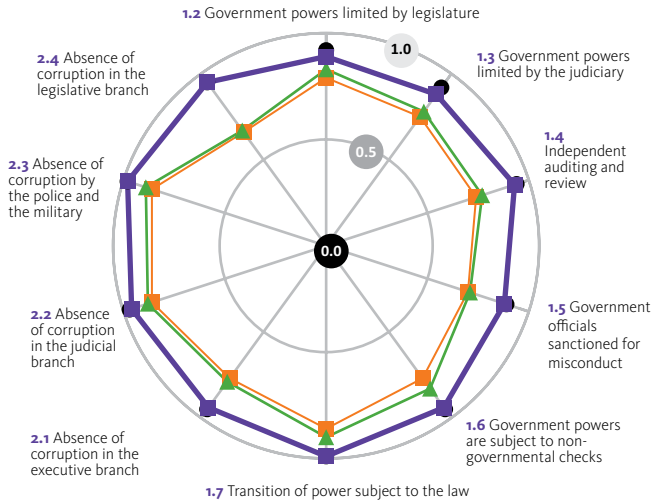 1.2 Government powers limited by legislature
1.0
2.4 Absence of
corruption in the
legislative branch
1.3 Government powers
limited by the judiciary
1.4
Independent
auditing and
review
0.5
2.3 Absence of
corruption by
the police and
the military
0.0
1.5 Government
officials
sanctioned for
misconduct
2.2 Absence
of corruption
in the judicial
branch
1.6 Government powers
are subject to non-
governmental checks
2.1 Absence of
corruption in the
executive branch
1.7 Transition of power subject to the law